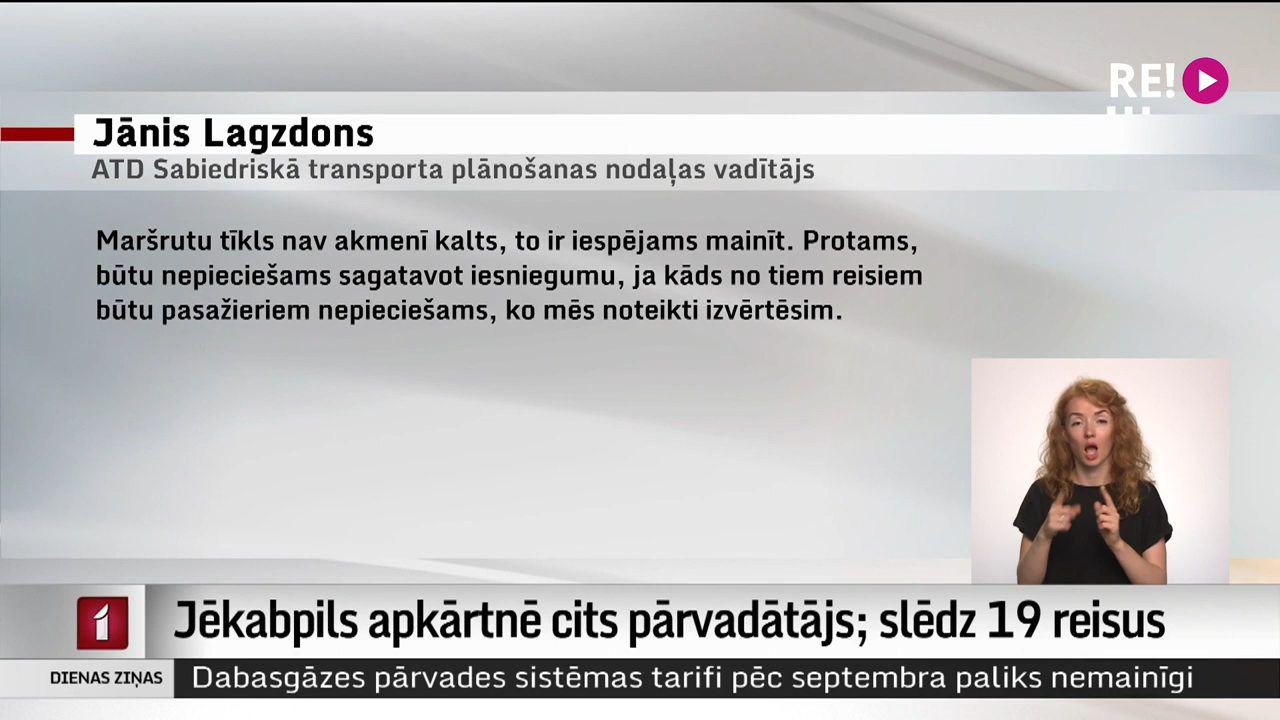 RE!
Jānis Lagzdons
ATD Sabiedriskā transporta plānošanas nodaļas vadītājs
Maršrutu tīkls nav akmenī kalts, to ir iespējams mainīt. Protams,
būtu nepieciešams sagatavot iesniegumu, ja kāds no tiem reisiem
būtu pasažieriem nepieciešams, ko mēs noteikti izvērtēsim.
1 Jēkabpils apkārtnē cits pārvadātājs; slēdz 19 reisus
DIENAS ZIŅAS Dabasgāzes pārvades sistēmas tarifi pēc septembra paliks nemainīgi